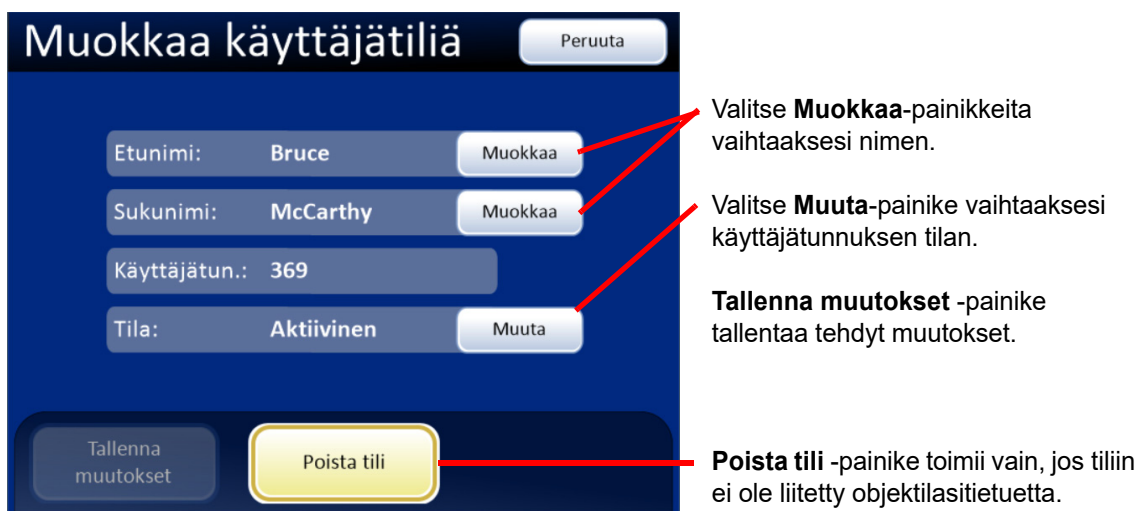 Muokkaa käyttäjätiliä
Peruuta
Etunimi: Bruce Muokkaa
Sukunimi: McCarthy Muokkaa
Käyttäjätun.: 369
Tila: Aktiivinen Muuta
Tallenna
muutokset
Poista tili
Valitse Muokkaa-painikkeita
vaihtaaksesi nimen.
Valitse Muuta-painike vaihtaaksesi
käyttäjätunnuksen tilan.
Tallenna muutokset -painike
tallentaa tehdyt muutokset.
Poista tili -painike toimii vain, jos tiliin
ei ole liitetty objektilasitietuetta.